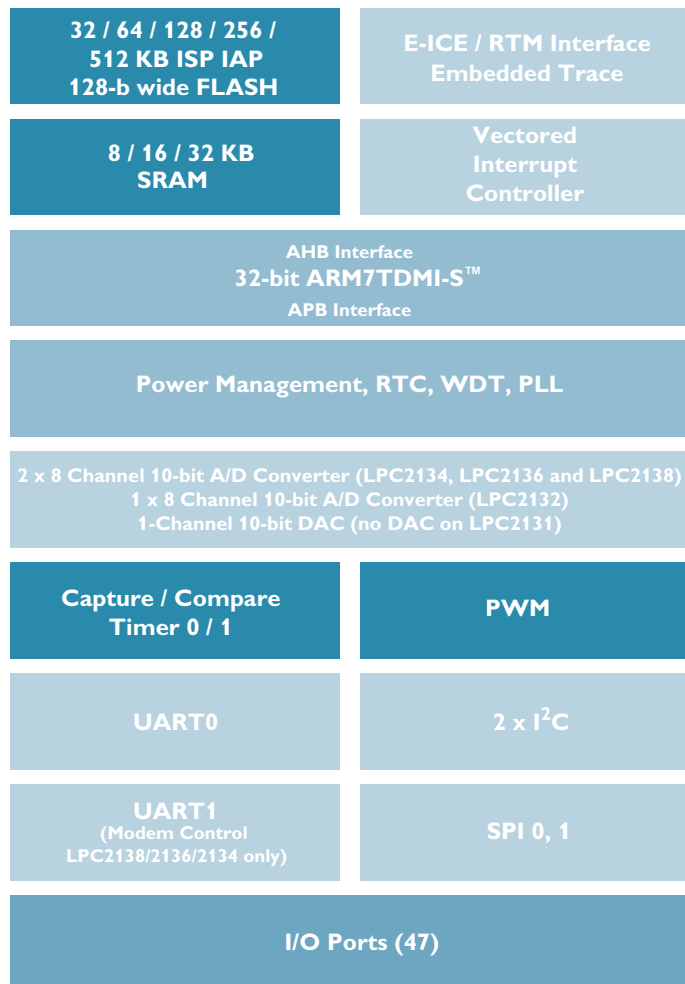 32 / 64 / 128 / 256 /
512 KB ISP IAP
128-b wide FLASH
E-ICE / RTM Interface
Embedded Trace
8 / 16 / 32 KB
SRAM
Vectored
Interrupt
Controller
AHB Interface
32-bit ARM7TDMI-S™
APB Interface
Power Management, RTC, WDT, PLL
2 x 8 Channel 10-bit A/D Converter (LPC2134, LPC2136 and LPC2138)
1 x 8 Channel 10-bit A/D Converter (LPC2132)
1-Channel 10-bit DAC (no DAC on LPC2131)
Capture / Compare
Timer 0 / 1
PWM
UART0
2 x I²C
UART1
(Modem Control
LPC2138/2136/2134 only)
SPI 0, 1
I/O Ports (47)